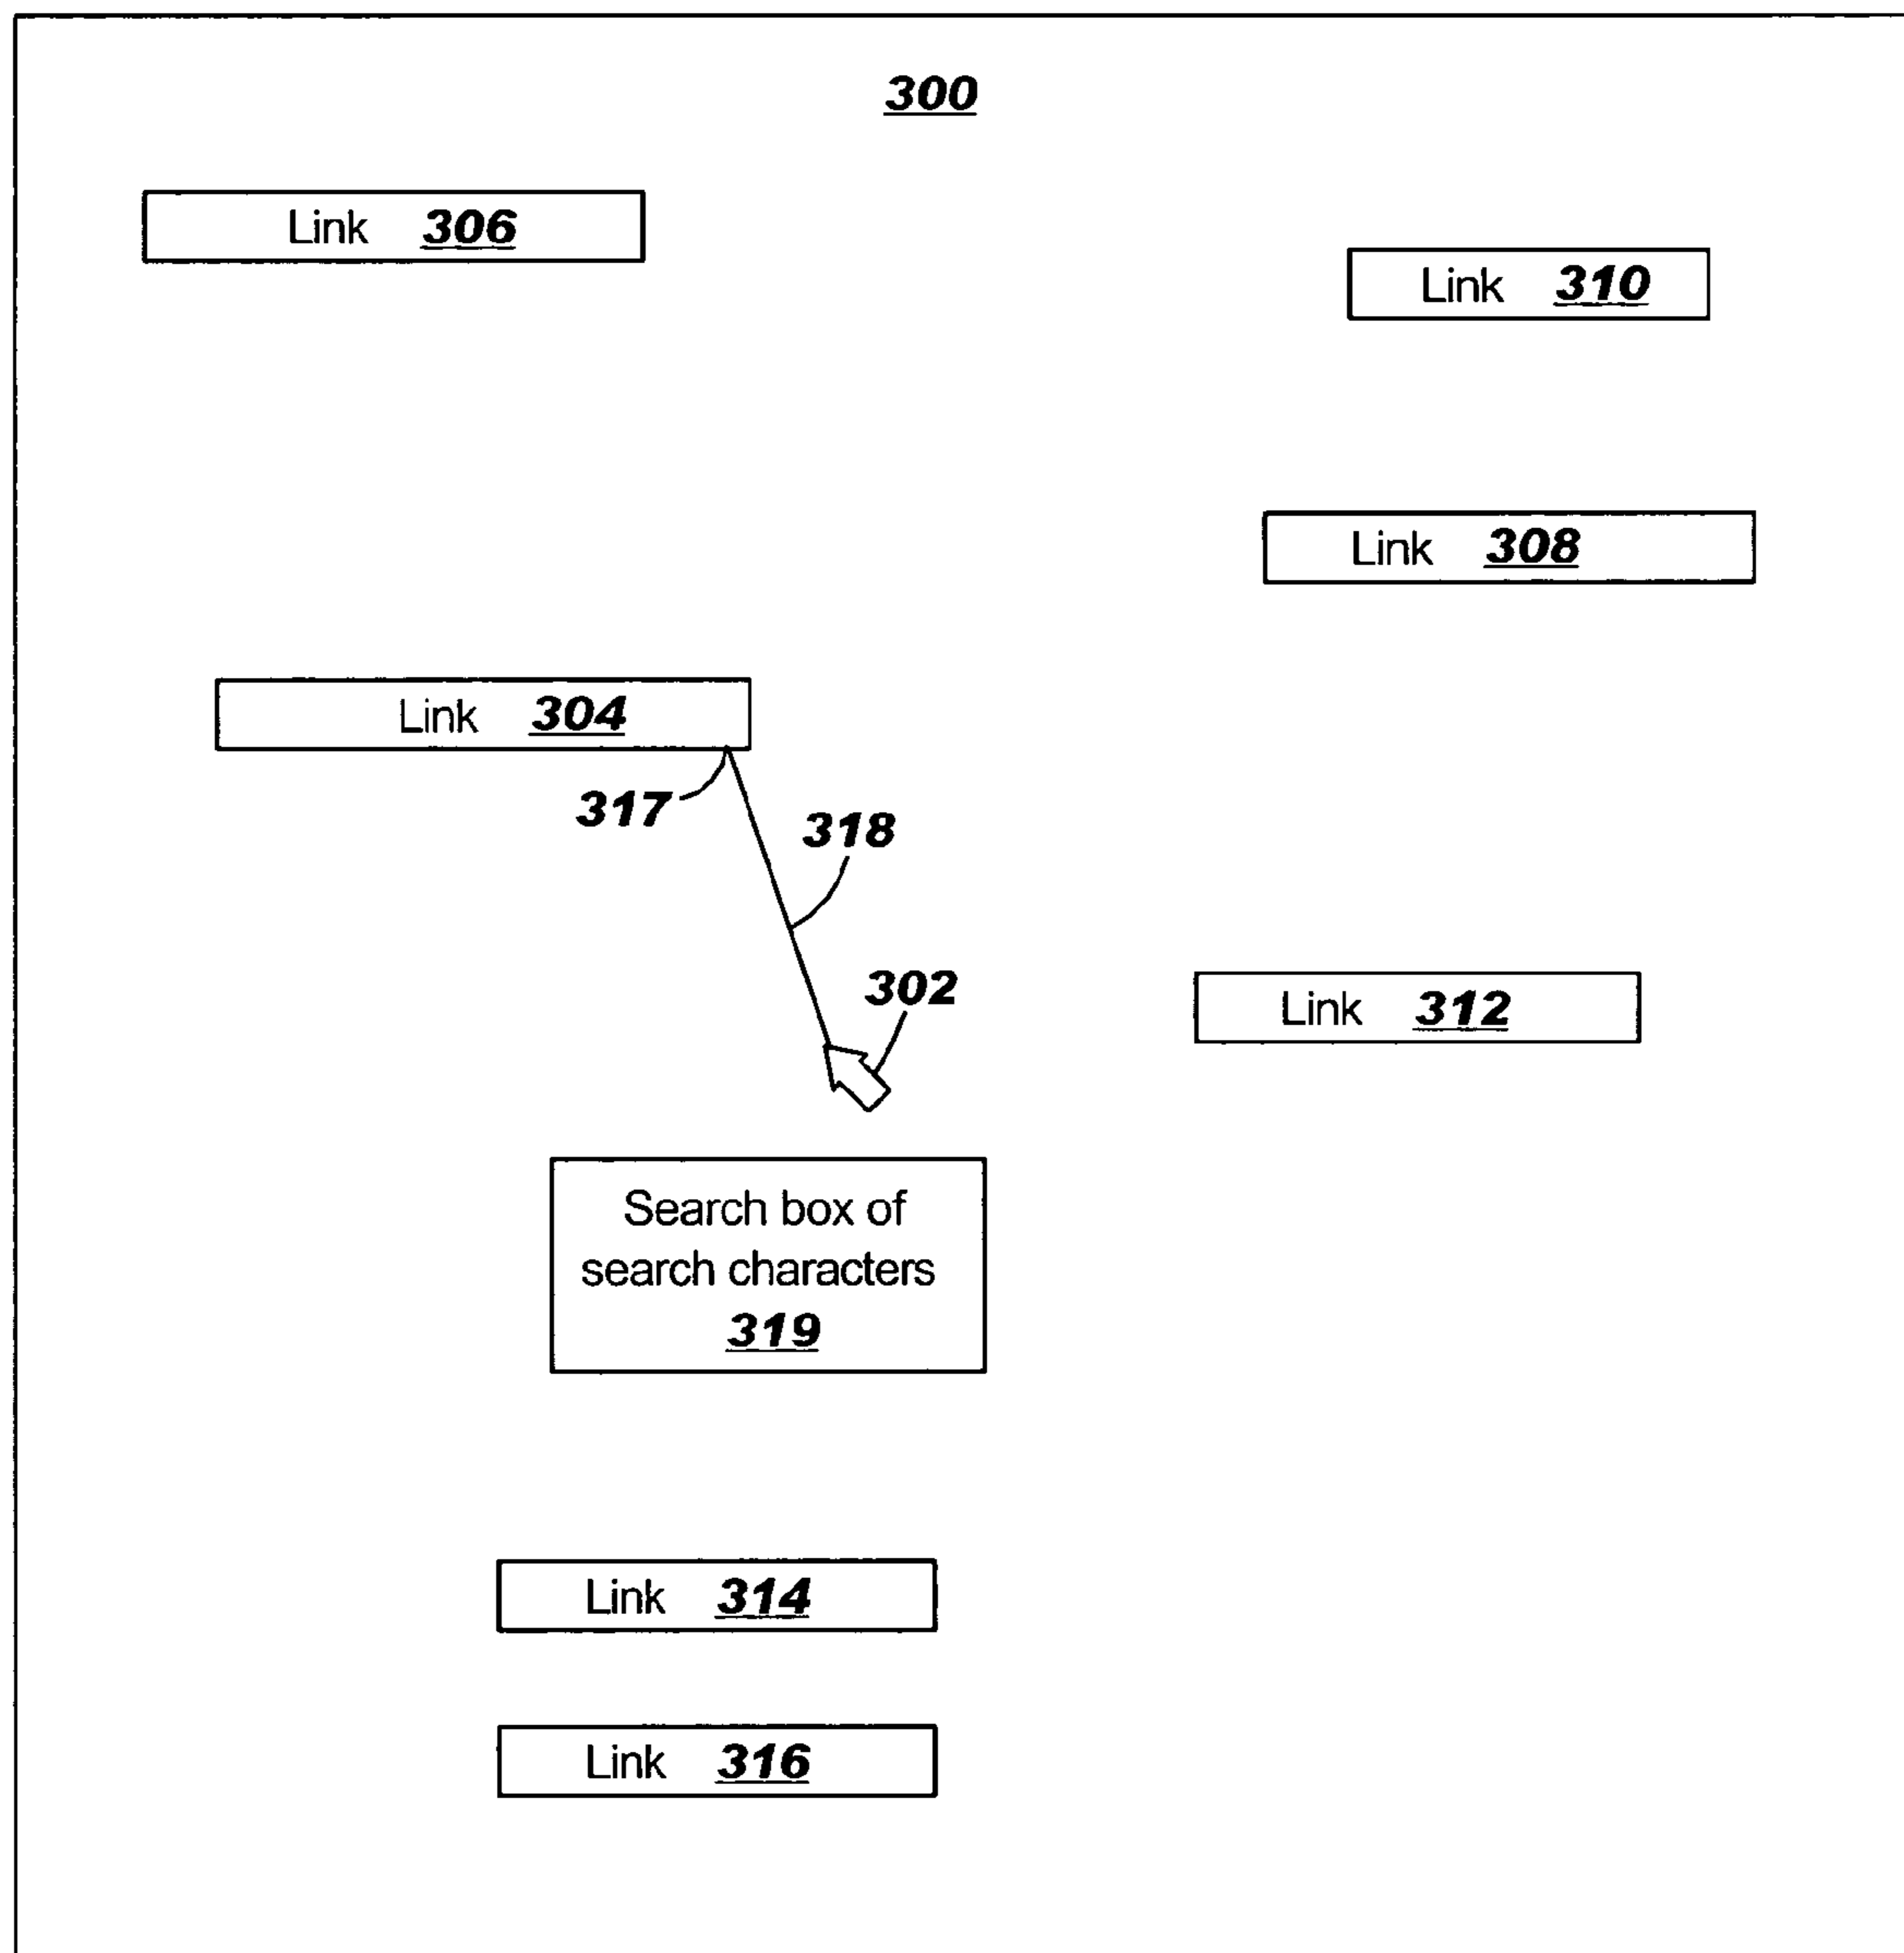 300
Link 306
Link 310
Link 308
Link 304
317
318
302
Link 312
Search box of
search characters
319
Link 314
Link 316